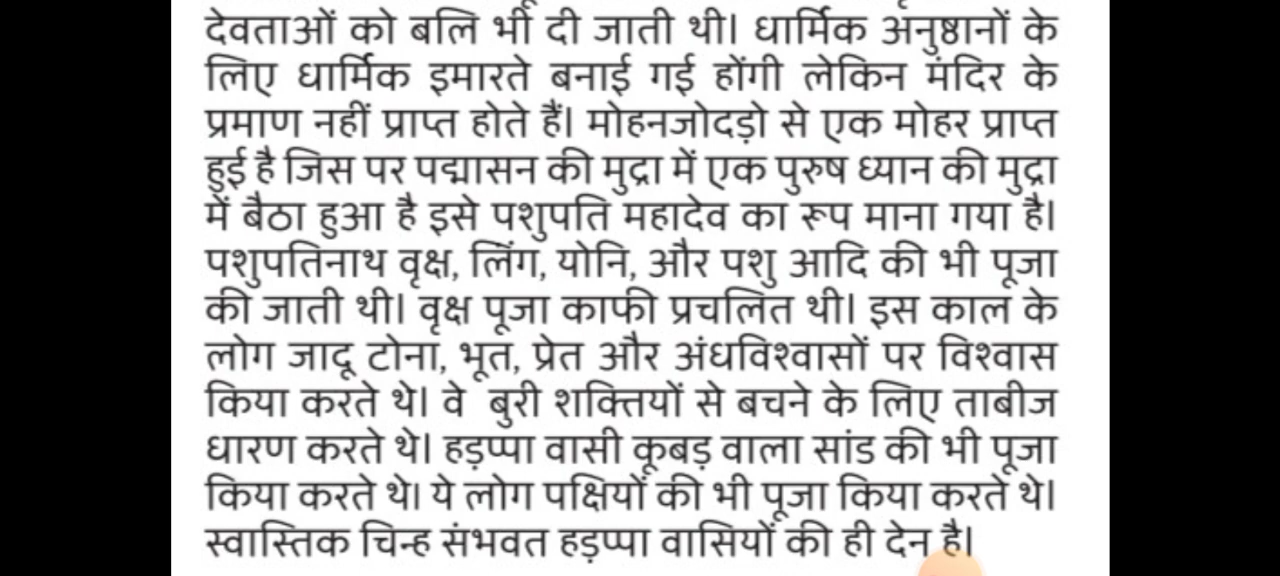 देवताओं को बलि भी दी जाती थी। धार्मिक अनुष्ठानों के
लिए धार्मिक इमारते बनाई गई होंगी लेकिन मंदिर के
प्रमाण नहीं प्राप्त होते हैं। मोहनजोदड़ो से एक मोहर प्राप्त
हुई है जिस पर पद्मासन की मुद्रा में एक पुरुष ध्यान की मुद्रा
में बैठा हुआ है इसे पशुपति महादेव का रूप माना गया है।
पशुपतिनाथ वृक्ष, लिंग, योनि, और पशु आदि की भी पूजा
की जाती थी। वृक्ष पूजा काफी प्रचलित थी। इस काल के
लोग जादू टोना, भूत, प्रेत और अंधविश्वासों पर विश्वास
किया करते थे। वे बुरी शक्तियों से बचने के लिए ताबीज
धारण करते थे। हड़प्पा वासी कूबड़ वाला सांड की भी पूजा
किया करते थे। ये लोग पक्षियों की भी पूजा किया करते थे।
स्वास्तिक चिन्ह संभवत हड़प्पा वासियों की ही देन है।